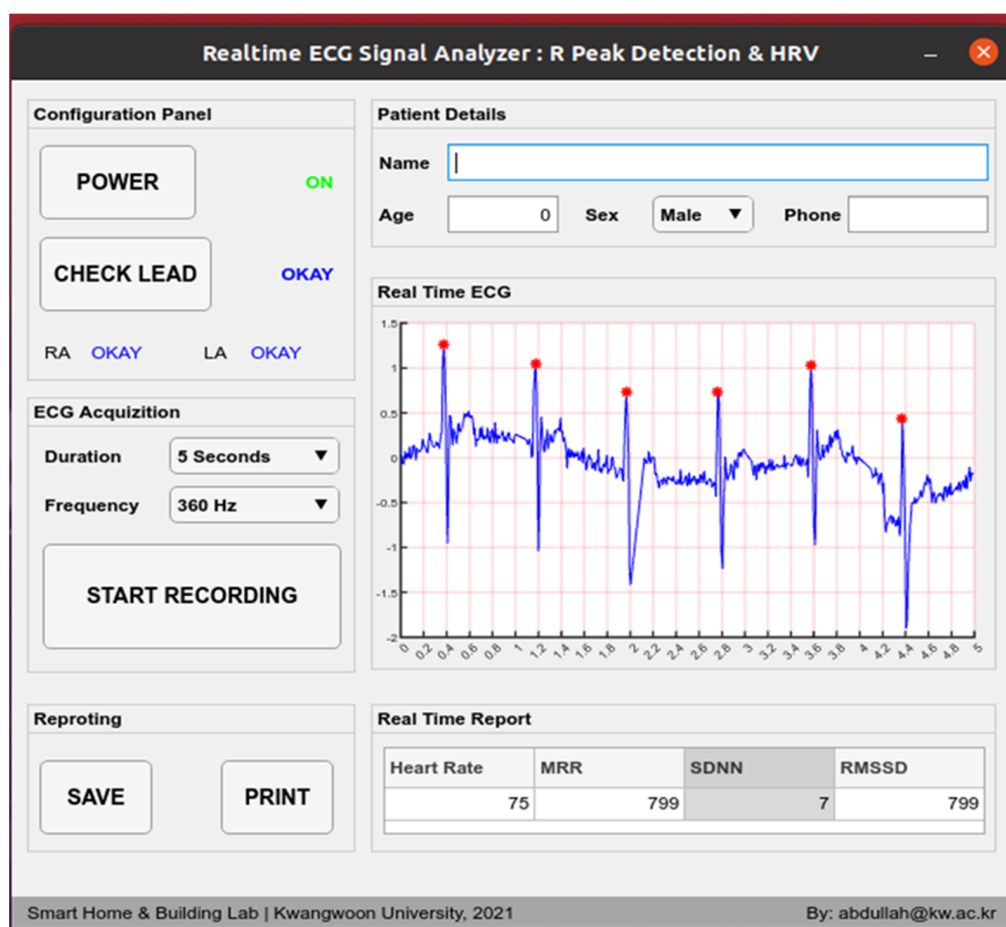 Realtime ECG Signal Analyzer : R Peak Detection & HRV
Configuration Panel
POWER
ON
CHECK LEAD
OKAY
RA OKAY LA OKAY
ECG Acquizition
Duration 5 Seconds
Frequency 360 Hz
START RECORDING
Reproting
SAVE
PRINT
Patient Details
Name
Age 0 Sex Male Phone
Real Time ECG
1.5
1
0.5
0
-0.5
-1
-1.5
-2
0 0.2 0.4 0.6 0.8 1 1.2 1.4 1.6 1.8 2 2.2 2.4 2.6 2.8 3 3.2 3.4 3.6 3.8 4 4.2 4.4 4.6 4.8 5
Real Time Report
Heart Rate MRR SDNN RMSSD
75 799 7 799
Smart Home & Building Lab | Kwangwoon University, 2021
By: abdullah@kw.ac.kr